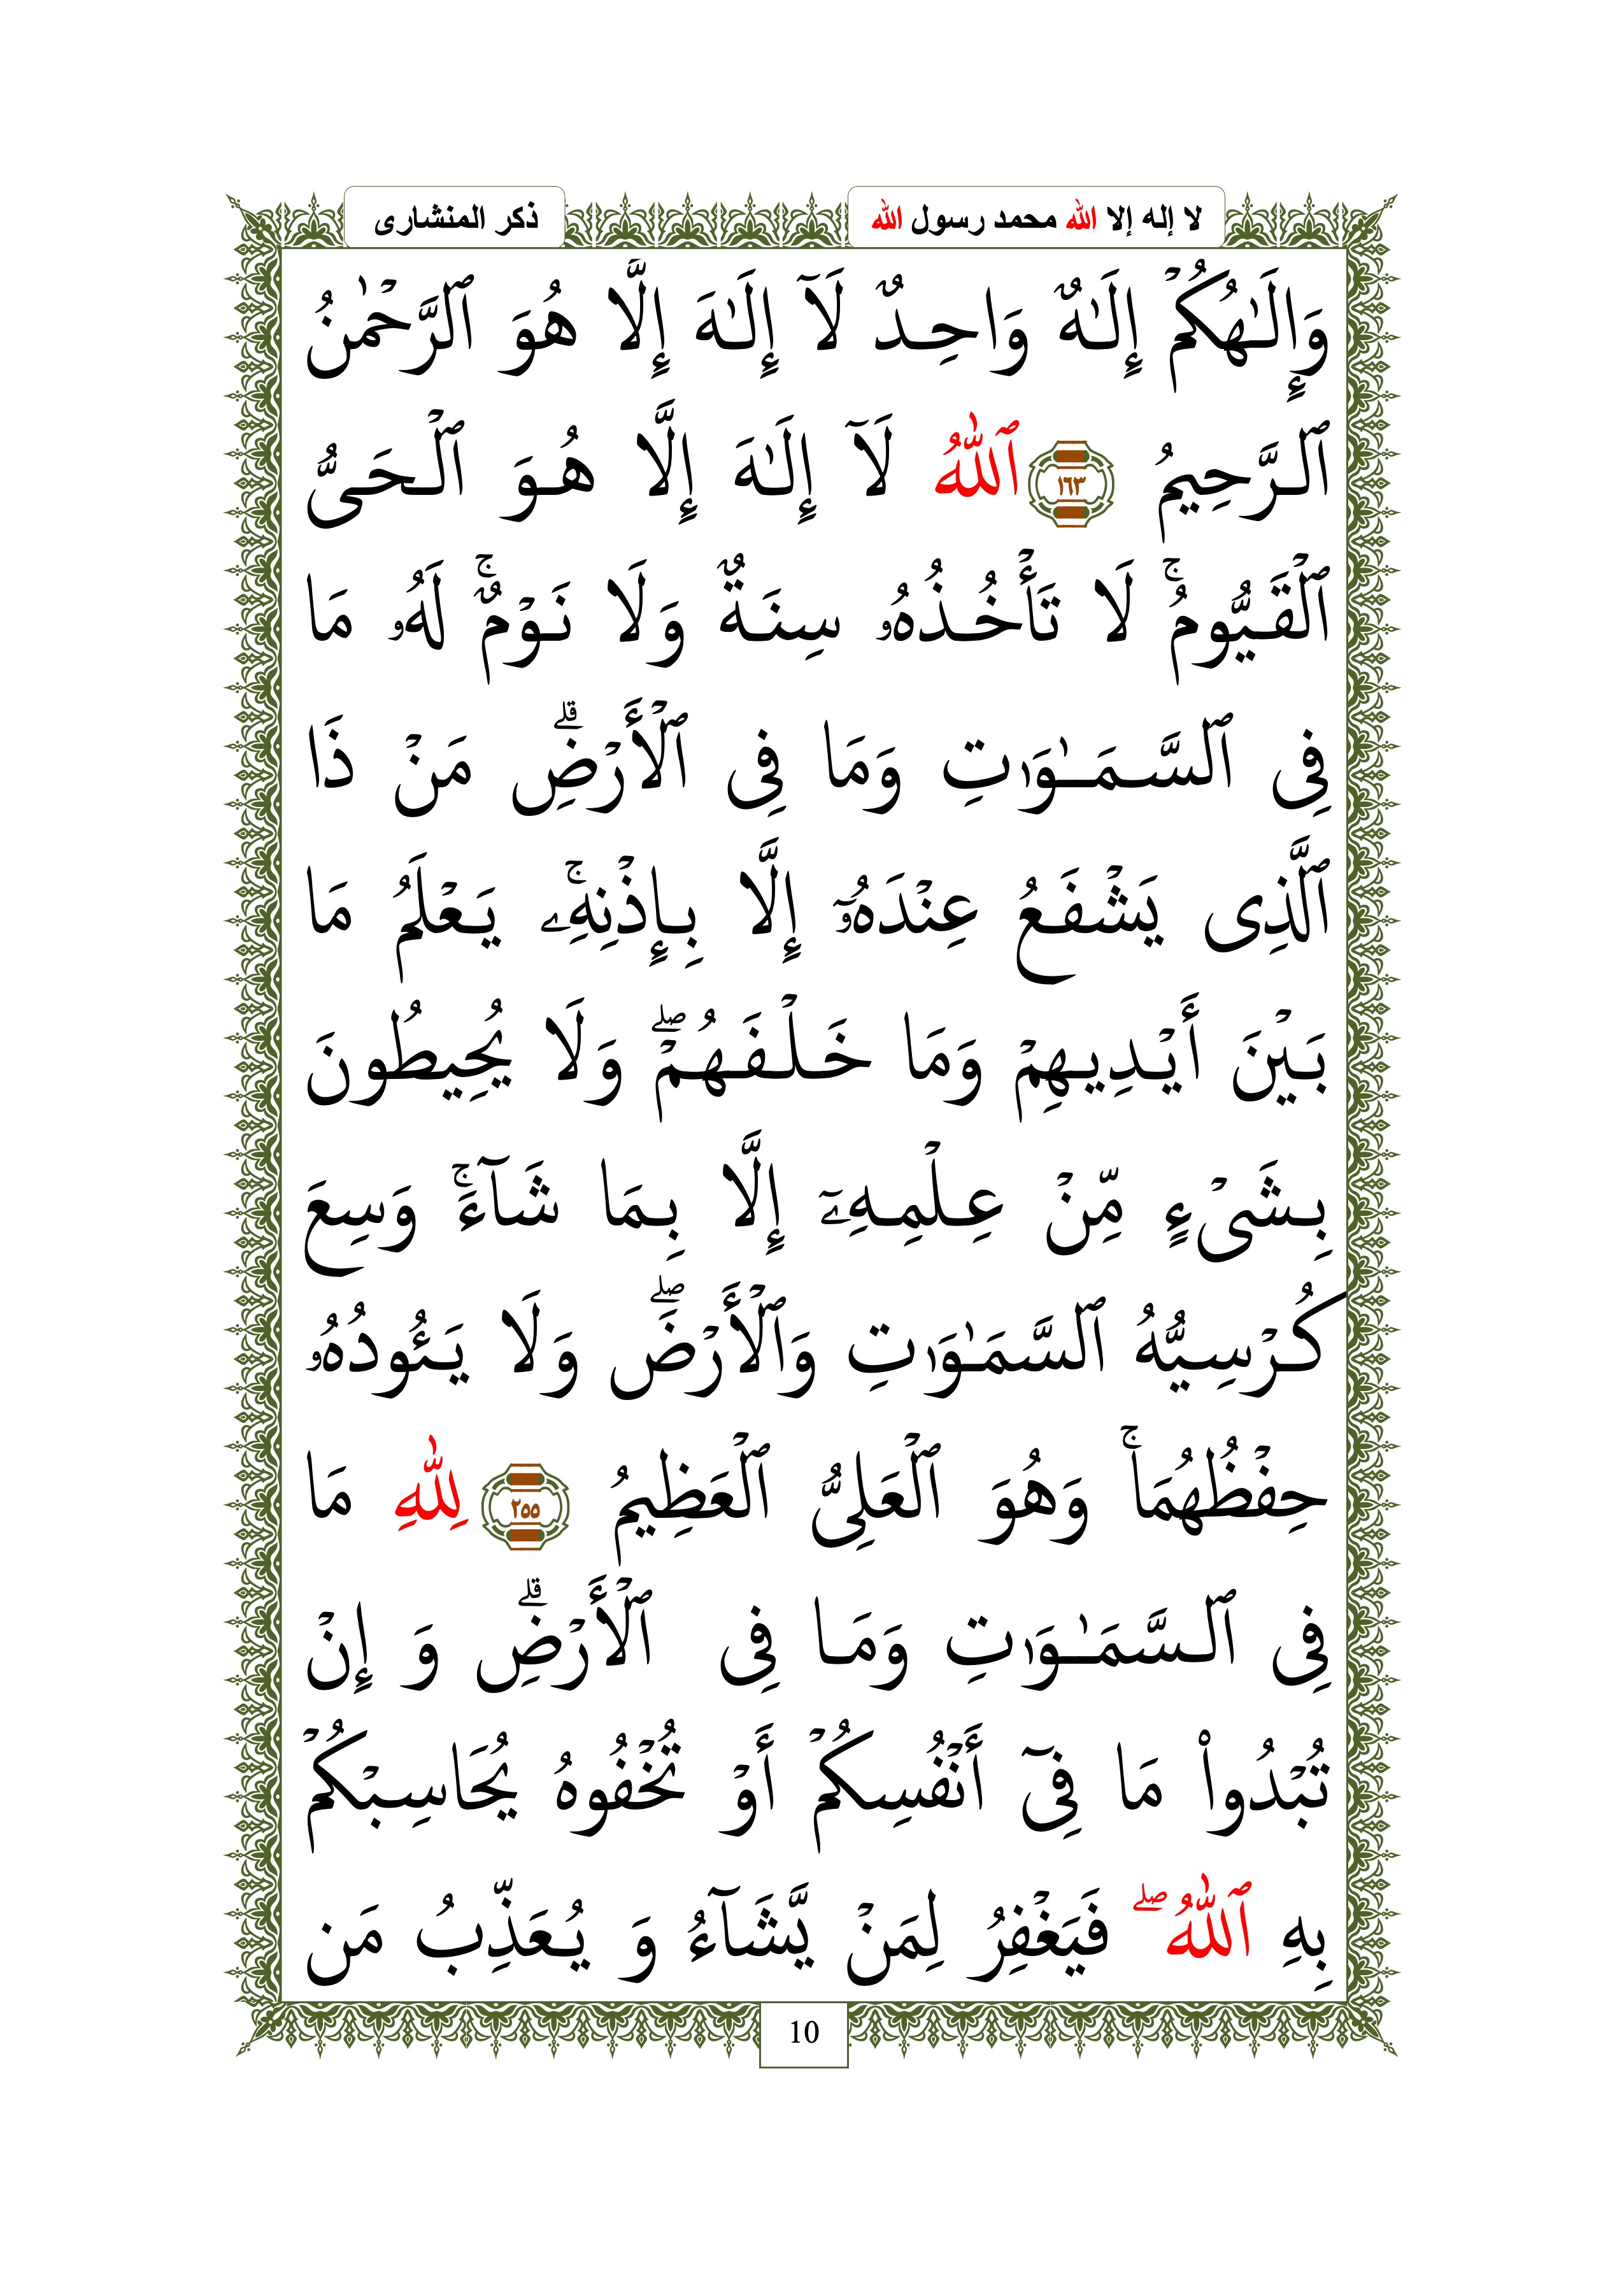 لا إله إلا الله محمد رسول الله
ذكر المنشارى
وَإِلَـٰهُكُمۡ إِلَـٰهٌ وَاحِدٌ لَآ إِلَـٰهَ إِلَّا هُوَ ٱلرَّحۡمَٰنُ
ٱلرَّحِيمُ ١٦٣ ٱللَّهُ لَآ إِلَـٰهَ إِلَّا هُوَ ٱلۡحَىُّ
ٱلۡقَيُّومُۚ لَا تَأۡخُذُهُۥ سِنَةٌ وَلَا نَوۡمٌۚ لَهُۥ مَا
فِى ٱلسَّمَـٰوَٰتِ وَمَا فِى ٱلۡأَرۡضِۗ مَنۡ ذَا
ٱلَّذِى يَشۡفَعُ عِنۡدَهُۥٓ إِلَّا بِإِذۡنِهِۦۚ يَعۡلَمُ مَا
بَيۡنَ أَيۡدِيهِمۡ وَمَا خَلۡفَهُمۡۖ وَلَا يُحِيطُونَ
بِشَىۡءٍ مِّنۡ عِلۡمِهِۦٓ إِلَّا بِمَا شَآءَۚ وَسِعَ
كُرۡسِيُّهُ ٱلسَّمَـٰوَٰتِ وَٱلۡأَرۡضَۖ وَلَا يَـُٔودُهُۥ
حِفۡظُهُمَاۚ وَهُوَ ٱلۡعَلِىُّ ٱلۡعَظِيمُ ٢٥٥ لِلَّهِ مَا
فِى ٱلسَّمَـٰوَٰتِ وَمَا فِى ٱلۡأَرۡضِۗ وَ إِنۡ
تُبۡدُوا۟ مَا فِىٓ أَنۡفُسِكُمۡ أَوۡ تُخۡفُوهُ يُحَاسِبۡكُمۡ
بِهِ ٱللَّهُۖ فَيَغۡفِرُ لِمَنۡ يَّشَآءُ وَ يُعَذِّبُ مَن
10